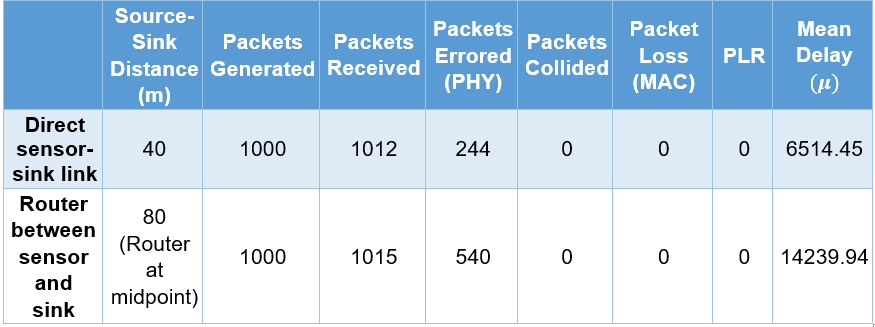 Source-
Sink
Distance
(m)
Packets
Generated
Packets
Received
Packets
Errored
(PHY)
Packets
Collided
Packet
Loss
(MAC)
PLR
Mean
Delay
(𝝁)
Direct
sensor-
sink link
40
1000
1012
244
0
0
0
6514.45
Router
between
sensor
and
sink
80
(Router
at
midpoint)
1000
1015
540
0
0
0
14239.94